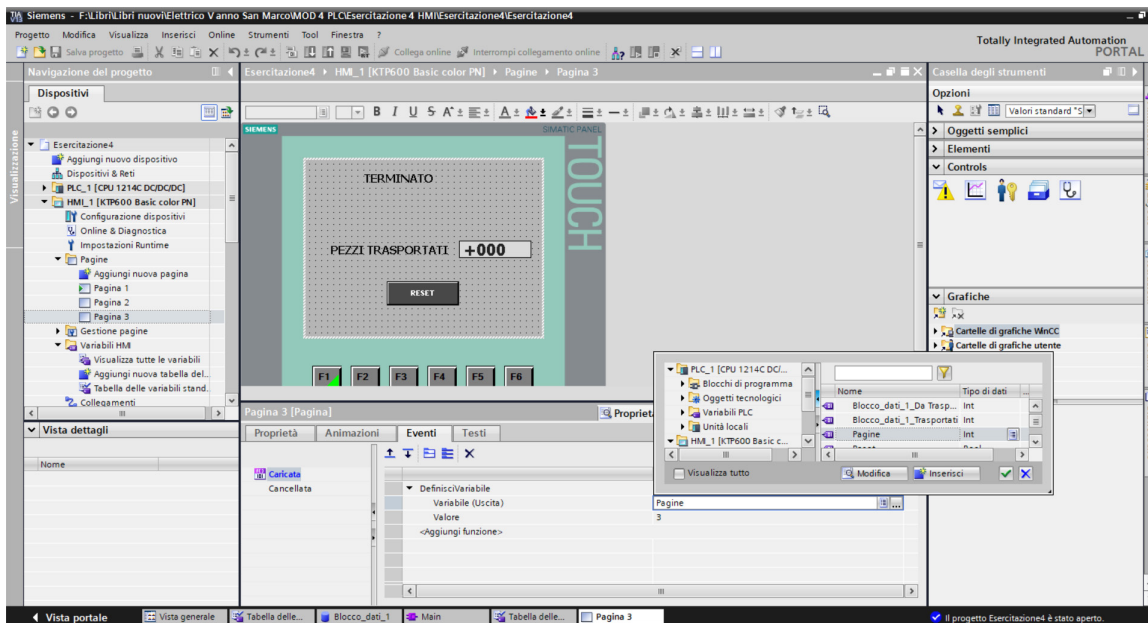 Siemens - F:\Libri\Libri nuovi\Elettrico V anno San Marco\MOD 4 PLC\Esercitazione 4 HMI\Esercitazione4\Esercitazione4
Progetto Modifica Visualizza Inserisci Online Strumenti Tool Finestra ?
Totally Integrated Automation
PORTAL
Salva progetto
Collega online
Interrompi collegamento online
Navigazione del progetto
Esercitazione4 HMI_1 [KTP600 Basic color PN] Pagine Pagina 3
Casella degli strumenti
Dispositivi
Opzioni
Valori standard "S
B I U S A
Visualizzazione
Esercitazione4
Aggiungi nuovo dispositivo
Dispositivi & Reti
PLC_1 [CPU 1214C DC/DC/DC]
HMI_1 [KTP600 Basic color PN]
Configurazione dispositivi
Online & Diagnostica
Impostazioni Runtime
Pagine
Aggiungi nuova pagina
Pagina 1
Pagina 2
Pagina 3
Gestione pagine
Variabili HMI
Visualizza tutte le variabili
Aggiungi nuova tabella del...
Tabella delle variabili stand.
Collegamenti
SIEMENS
SIMATIC PANEL
TOUCH
TERMINATO
PEZZI TRASPORTATI +000
RESET
F1 F2 F3 F4 F5 F6
Oggetti semplici
Elementi
Controls
Grafiche
Cartelle di grafiche WinCC
Cartelle di grafiche utente
PLC_1 [CPU 1214C DC/...
Blocchi di programma
Oggetti tecnologici
Variabili PLC
Unità locali
HMI_1 [KTP600 Basic c...
Nome Tipo di dati ...
Blocco_dati_1_Da Trasp... Int
Blocco_dati_1_Trasportati Int
Pagine Int
Visualizza tutto
Modifica
Inserisci
Vista dettagli
Nome
Pagina 3 [Pagina]
Propriet
Proprietà Animazioni Eventi Testi
Caricata
Cancellata
DefinisciVariabile
Variabile (Uscita) Pagine
Valore 3
<Aggiungi funzione>
Vista portale
Vista generale
Tabella delle...
Blocco_dati_1
Main
Tabella delle...
Pagina 3
Il progetto Esercitazione4 è stato aperto.